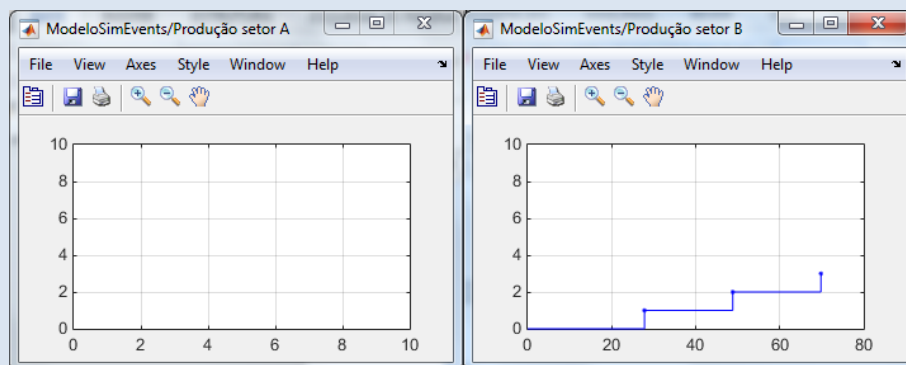 ModeloSimEvents/Produção setor A
File View Axes Style Window Help
10
8
6
4
2
0
0 2 4 6 8 10
ModeloSimEvents/Produção setor B
File View Axes Style Window Help
10
8
6
4
2
0
0 20 40 60 80